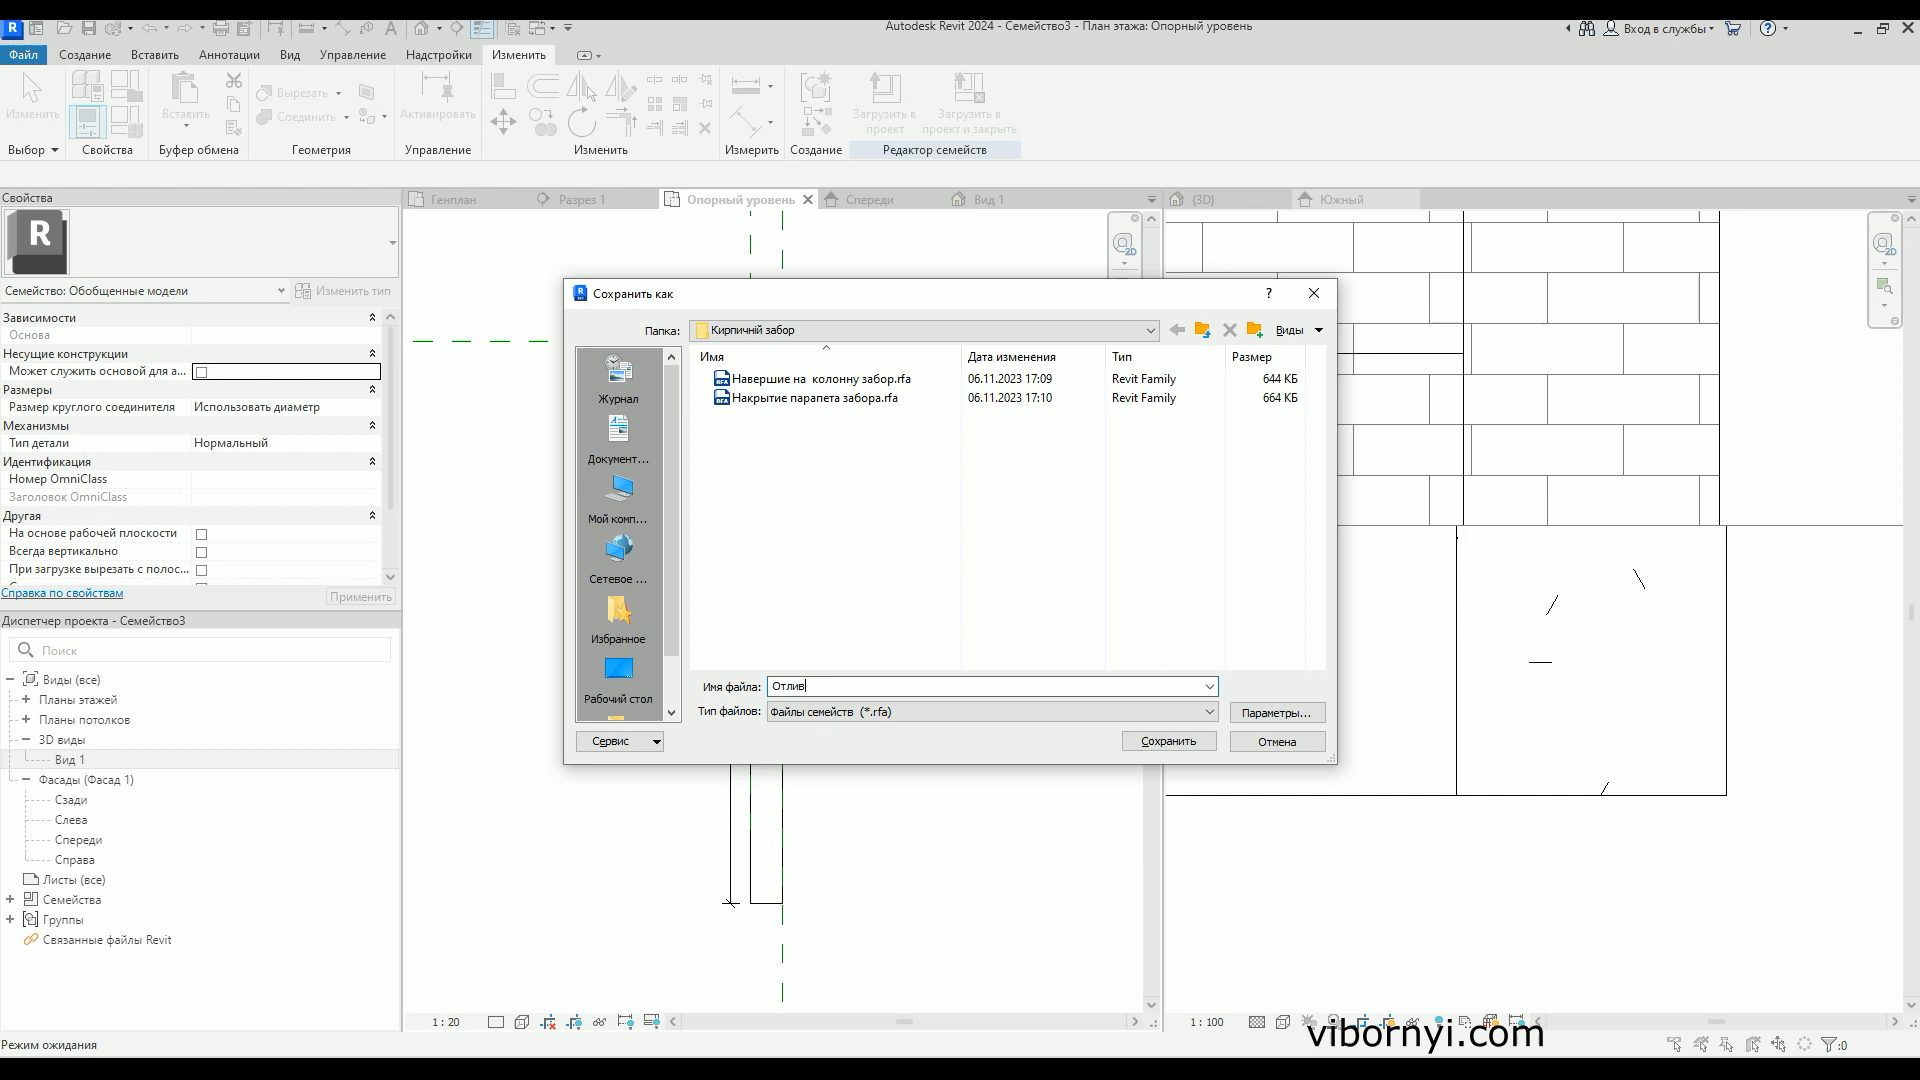 Autodesk Revit 2024 - Семейство3 - План этажа: Опорный уровень
Вход в службы
Файл Создание Вставить Аннотации Вид Управление Надстройки Изменить
Изменить Вставить Вырезать Соединить Активировать Загрузить в проект Загрузить в проект и закрыть
Выбор Свойства Буфер обмена Геометрия Управление Изменить Измерить Создание Редактор семейств
Свойства
Генплан Разрез 1 Опорный уровень Спереди Вид 1 {3D} Южный
R
Семейство: Обобщенные модели Изменить тип
Зависимости
Основа
Несущие конструкции
Может служить основой для а...
Размеры
Размер круглого соединителя Использовать диаметр
Механизмы
Тип детали Нормальный
Идентификация
Номер OmniClass
Заголовок OmniClass
Другая
На основе рабочей плоскости
Всегда вертикально
При загрузке вырезать с полос...
Справка по свойствам Применить
Диспетчер проекта - Семейство3
Поиск
Виды (все)
Планы этажей
Планы потолков
3D виды
Вид 1
Фасады (Фасад 1)
Сзади
Слева
Спереди
Справа
Листы (все)
Семейства
Группы
Связанные файлы Revit
Сохранить как
Папка: Кирпичній забор Виды
Имя Дата изменения Тип Размер
Навершие на колонну забор.rfa 06.11.2023 17:09 Revit Family 644 КБ
Накрытие парапета забора.rfa 06.11.2023 17:10 Revit Family 664 КБ
Журнал
Документ...
Мой комп...
Сетевое ...
Избранное
Рабочий стол
Имя файла: Отлив
Тип файлов: Файлы семейств (*.rfa) Параметры...
Сервис Сохранить Отмена
1 : 20
1 : 100
vibornyi.com
Режим ожидания
:0